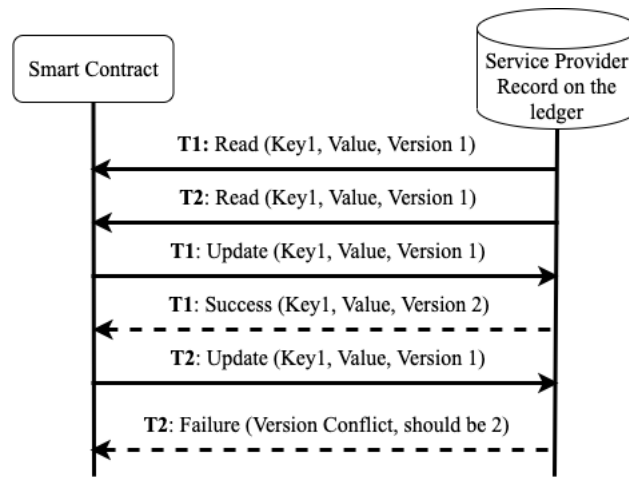 Smart Contract
Service Provider
Record on the
ledger
T1: Read (Key1, Value, Version 1)
T2: Read (Key1, Value, Version 1)
T1: Update (Key1, Value, Version 1)
T1: Success (Key1, Value, Version 2)
T2: Update (Key1, Value, Version 1)
T2: Failure (Version Conflict, should be 2)